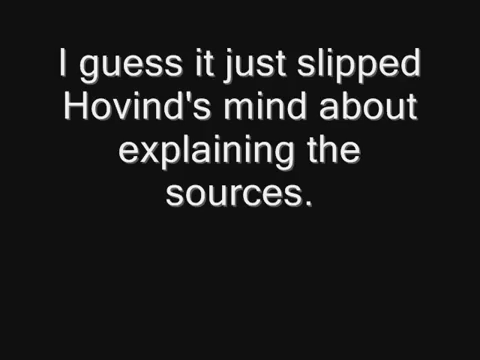 I guess it just slipped
Hovind's mind about
explaining the
sources.